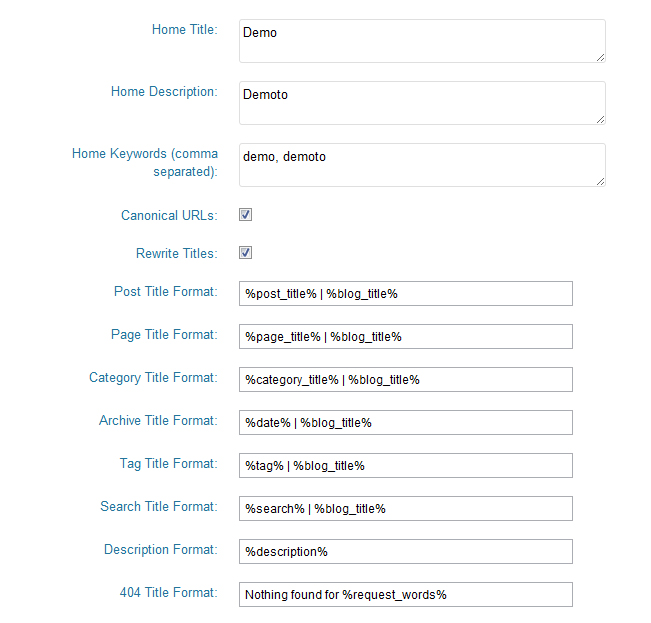 Home Title: Demo
Home Description: Demoto
Home Keywords (comma demo, demoto
separated):
Canonical URLs:
Rewrite Titles:
Post Title Format: %post_title% | %blog_title%
Page Title Format: %page_title% | %blog_title%
Category Title Format: %category_title% | %blog_title%
Archive Title Format: %date% | %blog_title%
Tag Title Format: %tag% | %blog_title%
Search Title Format: %search% | %blog_title%
Description Format: %description%
404 Title Format: Nothing found for %request_words%